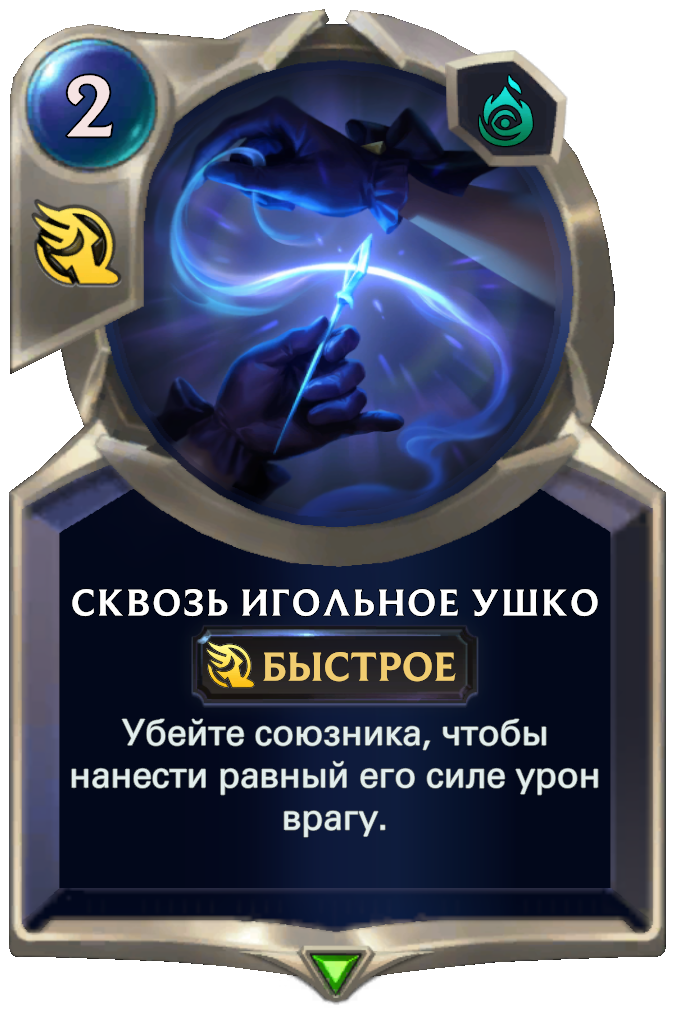 2
СКВОЗЬ ИГОЛЬНОЕ УШКО
БЫСТРОЕ
Убейте союзника, чтобы
нанести равный его силе урон
врагу.